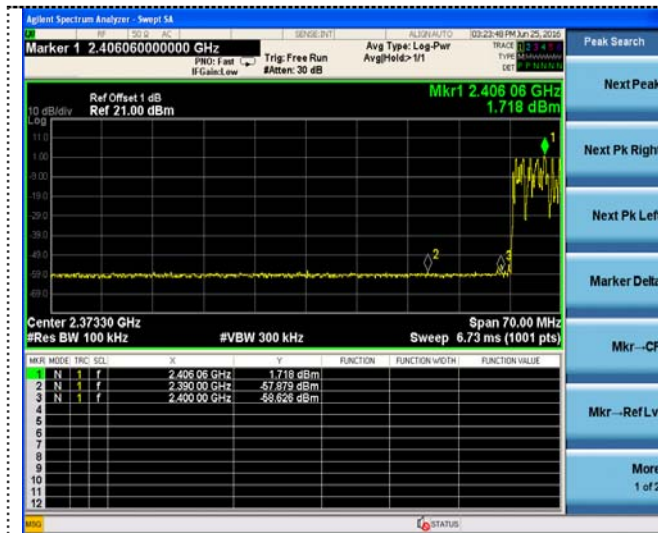 Agilent Spectrum Analyzer - Swept SA
RF 50 Ω AC SENSE:INT ALIGNAUTO 03:23:48 PM Jun 25, 2016
Marker 1 2.406060000000 GHz
PNO: Fast
IFGain:Low
Trig: Free Run
#Atten: 30 dB
Avg Type: Log-Pwr
Avg|Hold:>1/1
TRACE 1 2 3 4 5 6
TYPE
DET P P N N N N
Peak Search
Next Peak
Next Pk Right
Next Pk Left
Marker Delta
Mkr→CF
Mkr→Ref Lv
More
1 of 2
Ref Offset 1 dB
10 dB/div Ref 21.00 dBm
Log
Mkr1 2.406 06 GHz
1.718 dBm
11.0
1.00
-9.00
-19.0
-29.0
-39.0
-49.0
-59.0
-69.0
1
2
3
Center 2.37330 GHz Span 70.00 MHz
#Res BW 100 kHz #VBW 300 kHz Sweep 6.73 ms (1001 pts)
MKR MODE TRC SCL X Y FUNCTION FUNCTION WIDTH FUNCTION VALUE
1 N 1 f 2.406 06 GHz 1.718 dBm
2 N 1 f 2.390 00 GHz -57.879 dBm
3 N 1 f 2.400 00 GHz -58.626 dBm
4
5
6
7
8
9
10
11
12
MSG STATUS